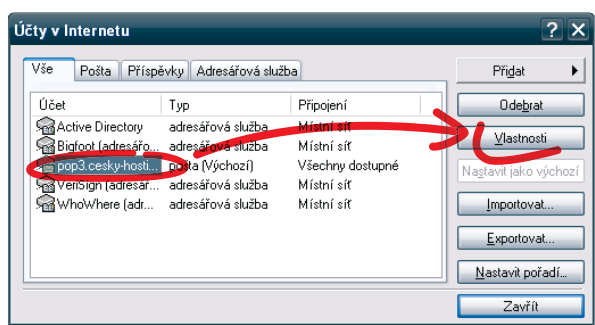 Účty v Internetu
Vše Pošta Příspěvky Adresářová služba
Účet Typ Připojení
Active Directory adresářová služba Místní síť
Bigfoot (adresářo... adresářová služba Místní síť
pop3.cesky-hosti... pošta (Výchozí) Všechny dostupné
VeriSign (adresář... adresářová služba Místní síť
WhoWhere (adr... adresářová služba Místní síť
Přidat
Odebrat
Vlastnosti
Nastavit jako výchozí
Importovat...
Exportovat...
Nastavit pořadí...
Zavřít